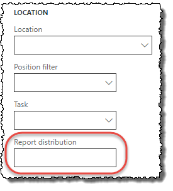 LOCATION
Location
Position filter
Task
Report distribution